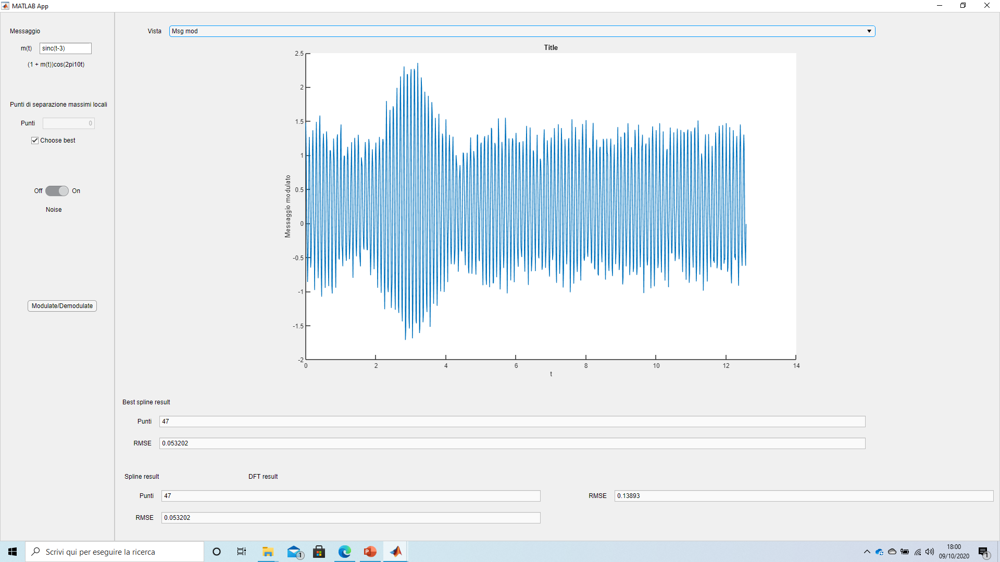 MATLAB App
Messaggio
m(t) sinc(t-3)
(1 + m(t))cos(2pi10t)
Punti di separazione massimi locali
Punti 0
Choose best
Off On
Noise
Modulate/Demodulate
Vista Msg mod
Title
2.5
2
1.5
1
0.5
0
-0.5
-1
-1.5
-2
Messaggio modulato
0 2 4 6 8 10 12 14
t
Best spline result
Punti 47
RMSE 0.053202
Spline result DFT result
Punti 47 RMSE 0.13893
RMSE 0.053202
Scrivi qui per eseguire la ricerca
1
18:00
09/10/2020
1